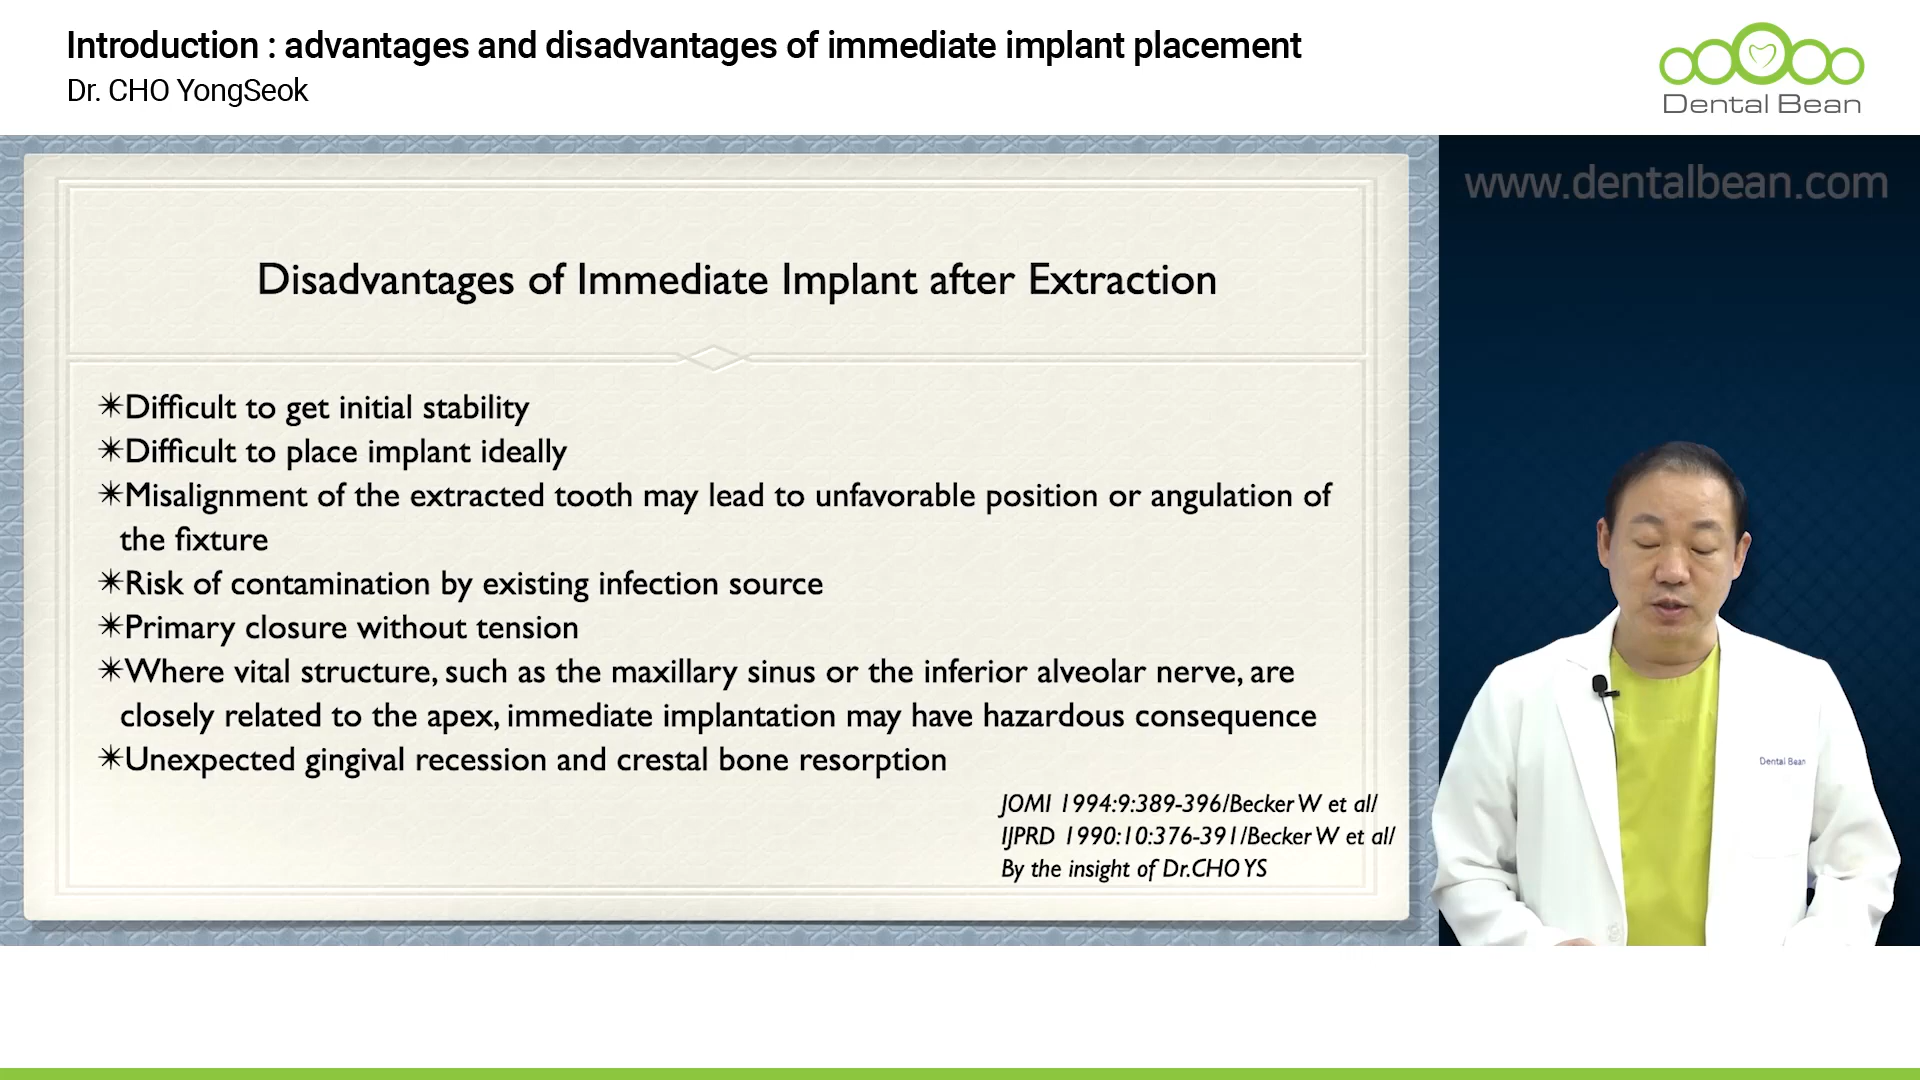 Introduction : advantages and disadvantages of immediate implant placement
Dr. CHO YongSeok
Dental Bean
www.dentalbean.com
Disadvantages of Immediate Implant after Extraction
✴Difficult to get initial stability
✴Difficult to place implant ideally
✴Misalignment of the extracted tooth may lead to unfavorable position or angulation of
the fixture
✴Risk of contamination by existing infection source
✴Primary closure without tension
✴Where vital structure, such as the maxillary sinus or the inferior alveolar nerve, are
closely related to the apex, immediate implantation may have hazardous consequence
✴Unexpected gingival recession and crestal bone resorption
JOMI 1994:9:389-396/Becker W et al/
IJPRD 1990:10:376-391/Becker W et al/
By the insight of Dr.CHO YS
Dental Bean